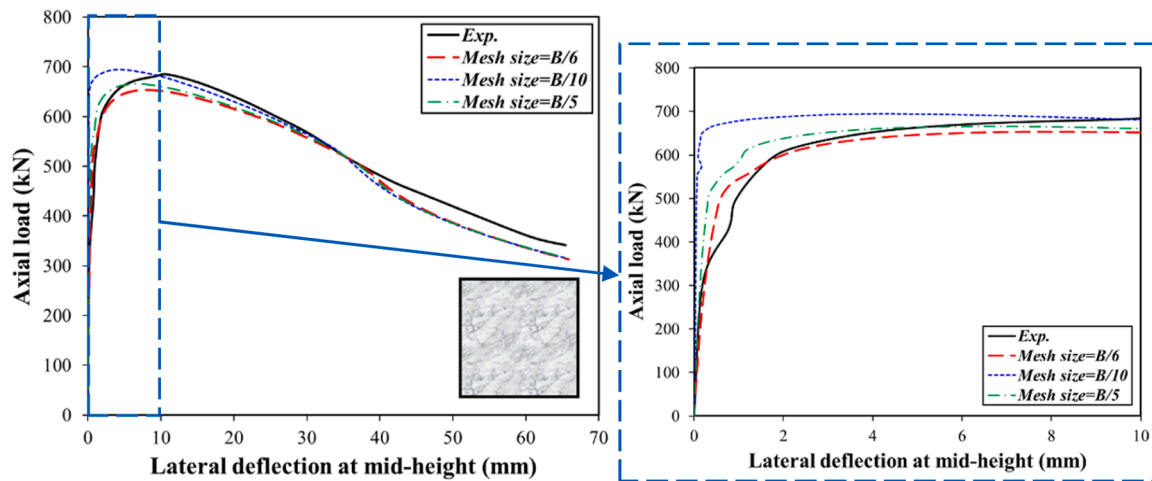 800
700
600
500
400
300
200
100
0
Axial load (kN)
Exp.
Mesh size=B/6
Mesh size=B/10
Mesh size=B/5
0 10 20 30 40 50 60 70
Lateral deflection at mid-height (mm)
800
700
600
500
400
300
200
100
0
Axial load (kN)
Exp.
Mesh size=B/6
Mesh size=B/10
Mesh size=B/5
0 2 4 6 8 10
Lateral deflection at mid-height (mm)